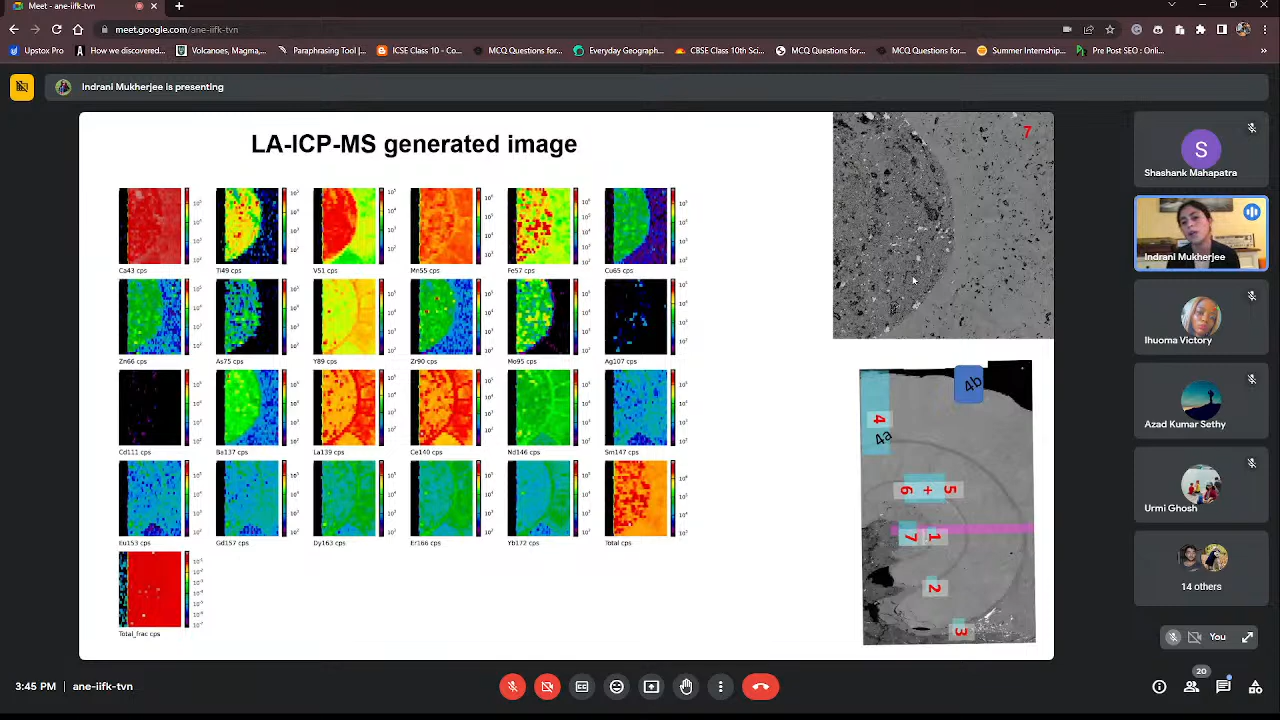 Meet - ane-iifk-tvn
meet.google.com/ane-iifk-tvn
Upstox Pro
How we discovered...
Volcanoes, Magma,...
Paraphrasing Tool |...
ICSE Class 10 - Co...
MCQ Questions for...
Everyday Geograph...
CBSE Class 10th Sci...
MCQ Questions for...
MCQ Questions for...
Summer Internship...
Pre Post SEO : Onli...
Indrani Mukherjee is presenting
LA-ICP-MS generated image
7
Ca43 cps
Ti49 cps
V51 cps
Mn55 cps
Fe57 cps
Cu65 cps
Zn66 cps
As75 cps
Y89 cps
Zr90 cps
Mo95 cps
Ag107 cps
Cd111 cps
Ba137 cps
La139 cps
Ce140 cps
Nd146 cps
Sm147 cps
Eu153 cps
Gd157 cps
Dy163 cps
Er166 cps
Yb172 cps
Total cps
Total_frac cps
4b
4
4a
6 + 5
7 1
2
3
S
Shashank Mahapatra
Indrani Mukherjee
Ihuoma Victory
Azad Kumar Sethy
Urmi Ghosh
14 others
You
3:45 PM | ane-iifk-tvn
20